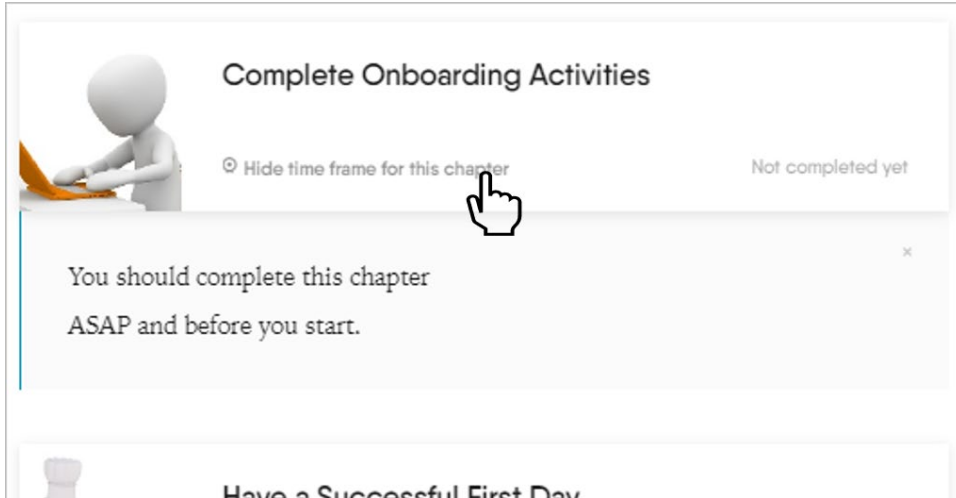 Complete Onboarding Activities
Hide time frame for this chapter
Not completed yet
×
You should complete this chapter
ASAP and before you start.
Have a Successful First Day